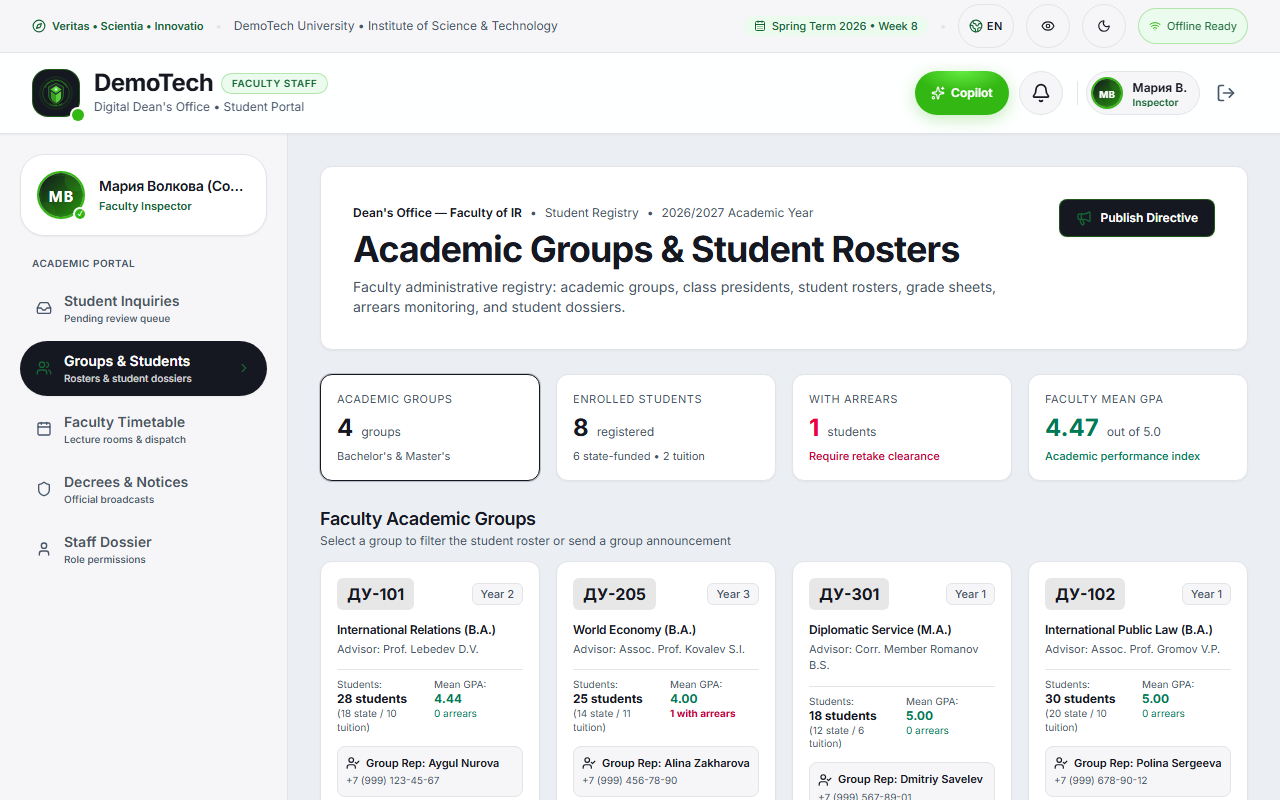 Veritas • Scientia • Innovatio • DemoTech University • Institute of Science & Technology
Spring Term 2026 • Week 8 • EN Offline Ready
DemoTech FACULTY STAFF
Digital Dean's Office • Student Portal
Copilot
MB Мария В.
Inspector
MB Мария Волкова (Co...
Faculty Inspector
ACADEMIC PORTAL
Student Inquiries
Pending review queue
Groups & Students
Rosters & student dossiers
Faculty Timetable
Lecture rooms & dispatch
Decrees & Notices
Official broadcasts
Staff Dossier
Role permissions
Dean's Office — Faculty of IR • Student Registry • 2026/2027 Academic Year
Publish Directive
Academic Groups & Student Rosters
Faculty administrative registry: academic groups, class presidents, student rosters, grade sheets,
arrears monitoring, and student dossiers.
ACADEMIC GROUPS
4 groups
Bachelor's & Master's
ENROLLED STUDENTS
8 registered
6 state-funded • 2 tuition
WITH ARREARS
1 students
Require retake clearance
FACULTY MEAN GPA
4.47 out of 5.0
Academic performance index
Faculty Academic Groups
Select a group to filter the student roster or send a group announcement
ДУ-101 Year 2
International Relations (B.A.)
Advisor: Prof. Lebedev D.V.
Students: Mean GPA:
28 students 4.44
(18 state / 10 0 arrears
tuition)
Group Rep: Aygul Nurova
+7 (999) 123-45-67
ДУ-205 Year 3
World Economy (B.A.)
Advisor: Assoc. Prof. Kovalev S.I.
Students: Mean GPA:
25 students 4.00
(14 state / 11 1 with arrears
tuition)
Group Rep: Alina Zakharova
+7 (999) 456-78-90
ДУ-301 Year 1
Diplomatic Service (M.A.)
Advisor: Corr. Member Romanov
B.S.
Students: Mean GPA:
18 students 5.00
(12 state / 6 0 arrears
tuition)
Group Rep: Dmitriy Savelev
+7 (999) 567-89-01
ДУ-102 Year 1
International Public Law (B.A.)
Advisor: Assoc. Prof. Gromov V.P.
Students: Mean GPA:
30 students 5.00
(20 state / 10 0 arrears
tuition)
Group Rep: Polina Sergeeva
+7 (999) 678-90-12